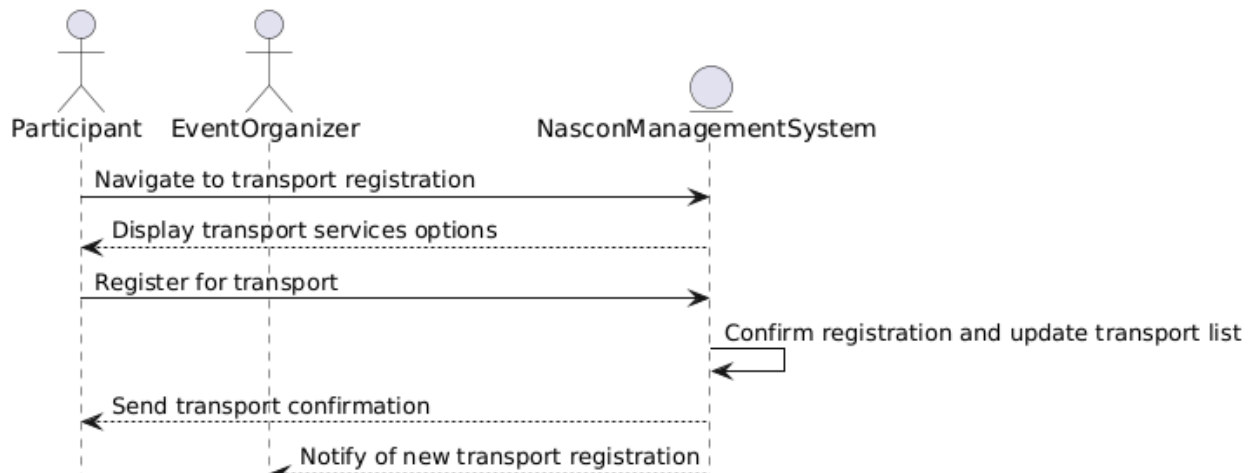 Participant EventOrganizer NasconManagementSystem
Navigate to transport registration
Display transport services options
Register for transport
Confirm registration and update transport list
Send transport confirmation
Notify of new transport registration